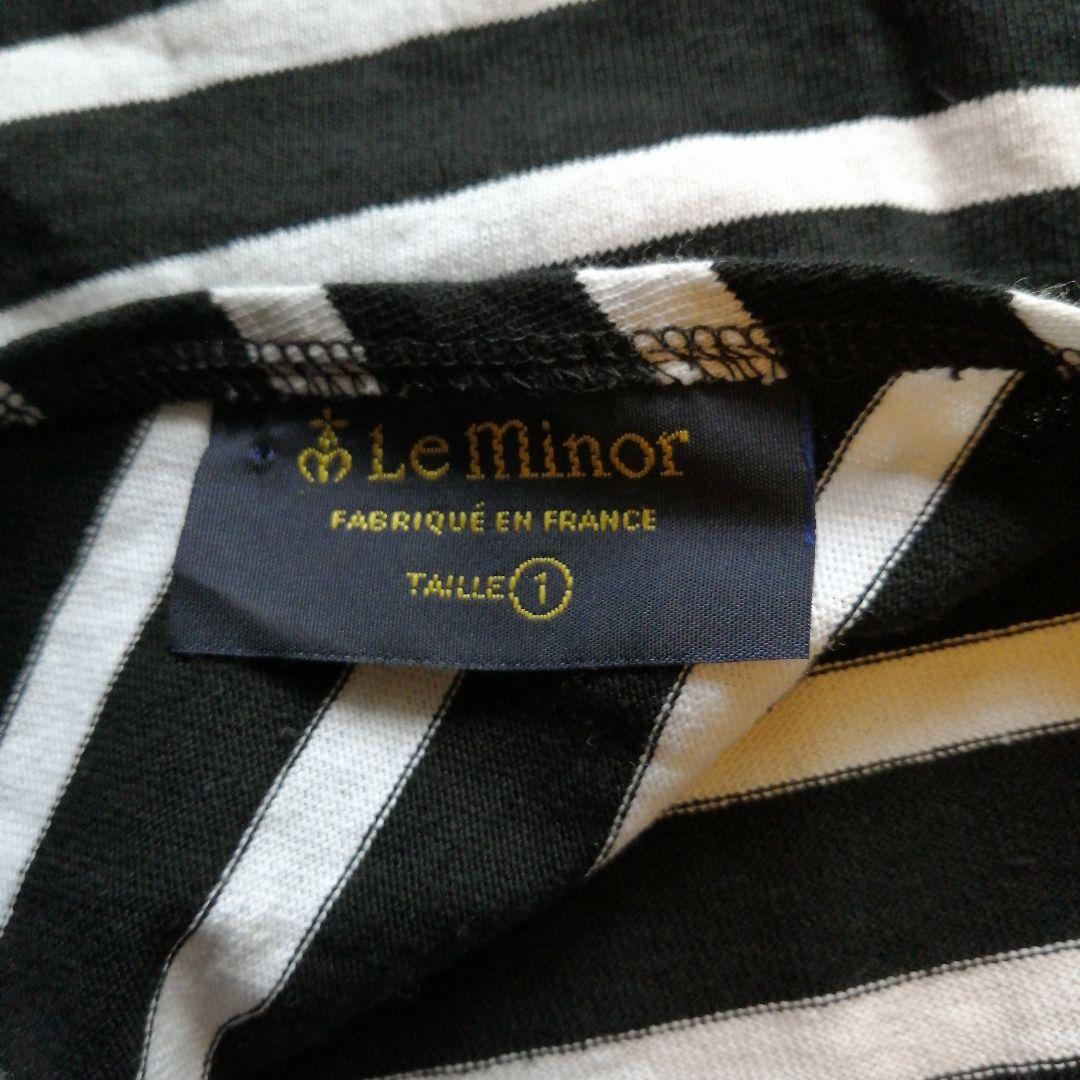 Le minor
FABRIQUÉ EN FRANCE
TAILLE 1